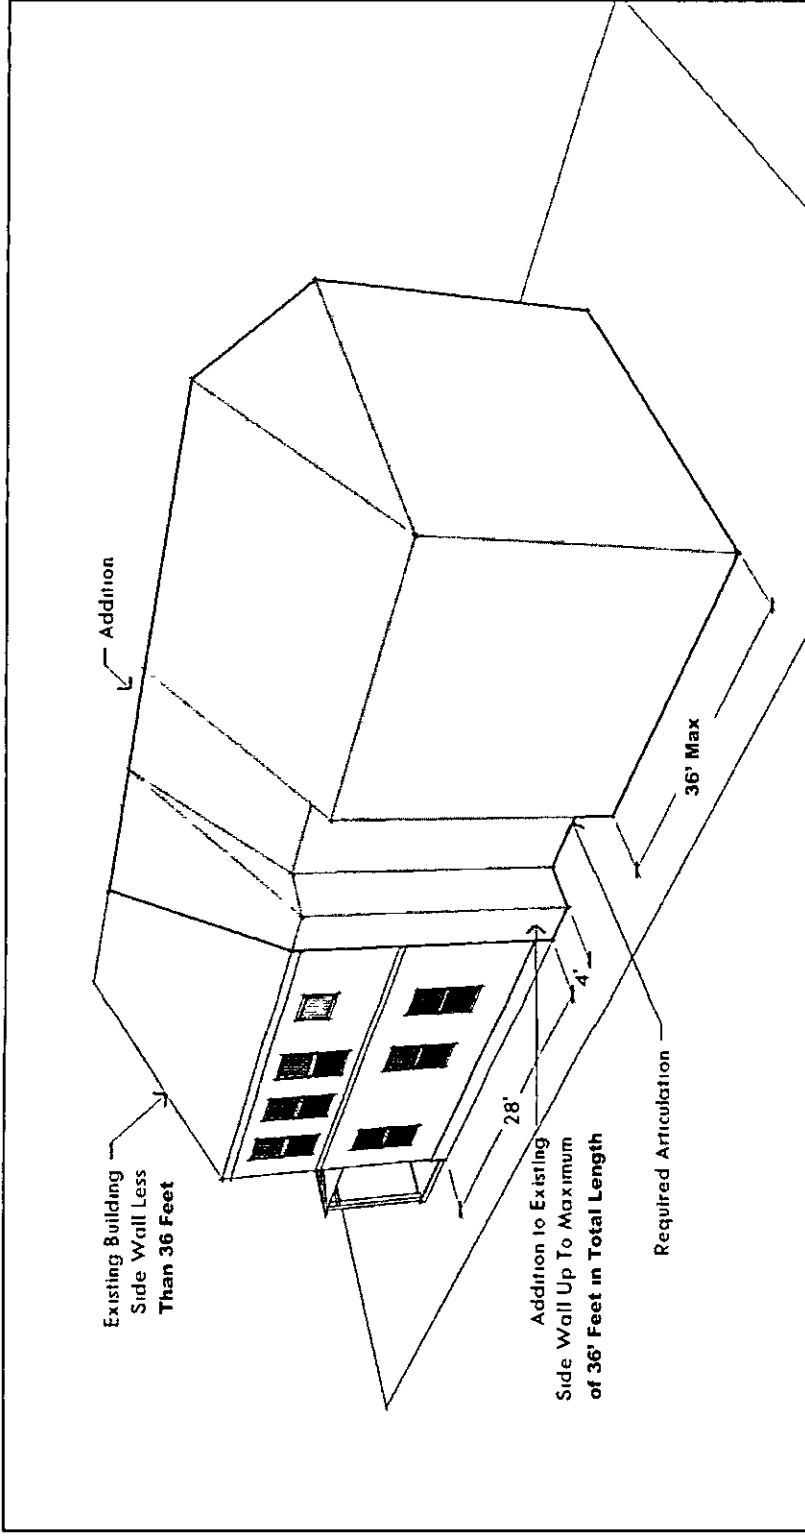 Existing Building
Side Wall Less
Than 36 Feet
Addition
28'
4'
36' Max
Addition to Existing
Side Wall Up To Maximum
of 36' Feet in Total Length
Required Articulation